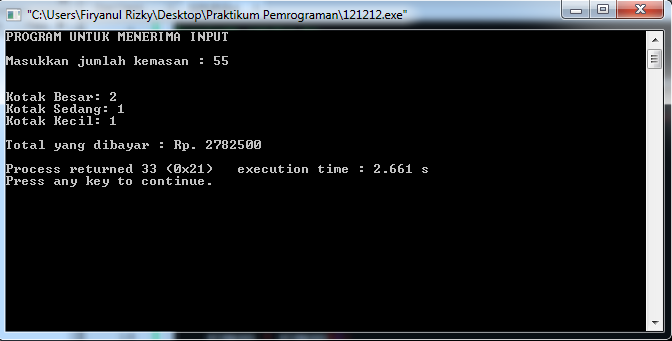 "C:\Users\Firyanul Rizky\Desktop\Praktikum Pemrograman\121212.exe"
PROGRAM UNTUK MENERIMA INPUT
Masukkan jumlah kemasan : 55
Kotak Besar: 2
Kotak Sedang: 1
Kotak Kecil: 1
Total yang dibayar : Rp. 2782500
Process returned 33 (0x21)   execution time : 2.661 s
Press any key to continue.